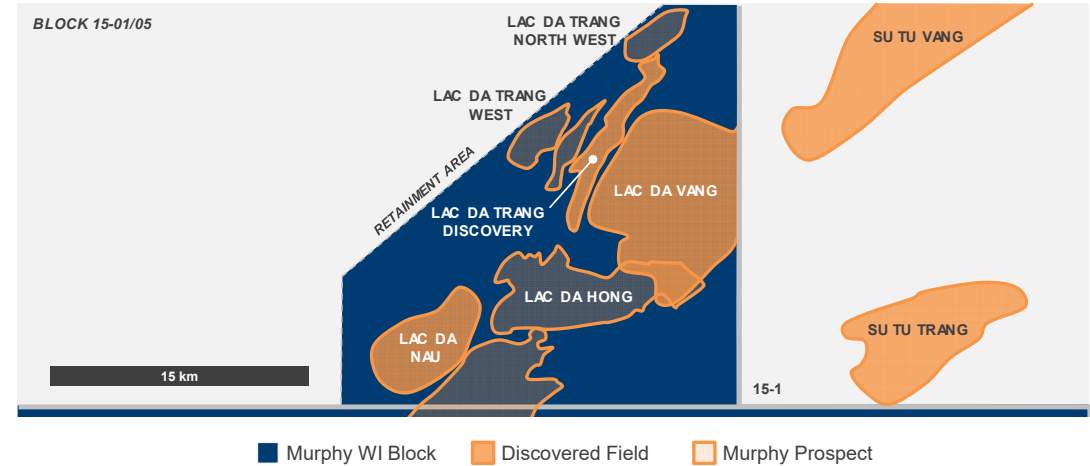 BLOCK 15-01/05
LAC DA TRANG
NORTH WEST
SU TU VANG
LAC DA TRANG
WEST
RETAINMENT AREA
LAC DA VANG
LAC DA TRANG
DISCOVERY
LAC DA HONG
LAC DA
NAU
SU TU TRANG
15 km
15-1
Murphy WI Block
Discovered Field
Murphy Prospect